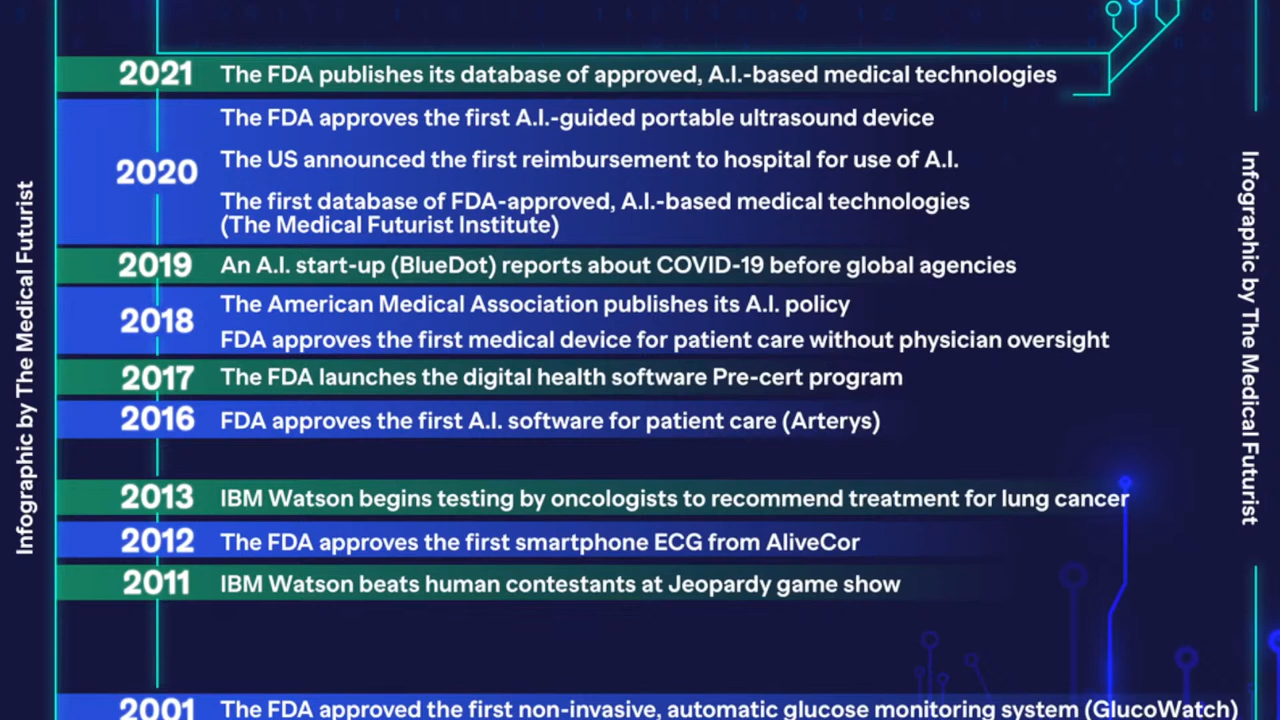 2021 The FDA publishes its database of approved, A.I.-based medical technologies
The FDA approves the first A.I.-guided portable ultrasound device
2020 The US announced the first reimbursement to hospital for use of A.I.
The first database of FDA-approved, A.I.-based medical technologies
(The Medical Futurist Institute)
2019 An A.I. start-up (BlueDot) reports about COVID-19 before global agencies
The American Medical Association publishes its A.I. policy
2018
FDA approves the first medical device for patient care without physician oversight
2017 The FDA launches the digital health software Pre-cert program
2016 FDA approves the first A.I. software for patient care (Arterys)
2013 IBM Watson begins testing by oncologists to recommend treatment for lung cancer
2012 The FDA approves the first smartphone ECG from AliveCor
2011 IBM Watson beats human contestants at Jeopardy game show
2001 The FDA approved the first non-invasive, automatic glucose monitoring system (GlucoWatch)
Infographic by The Medical Futurist
Infographic by The Medical Futurist